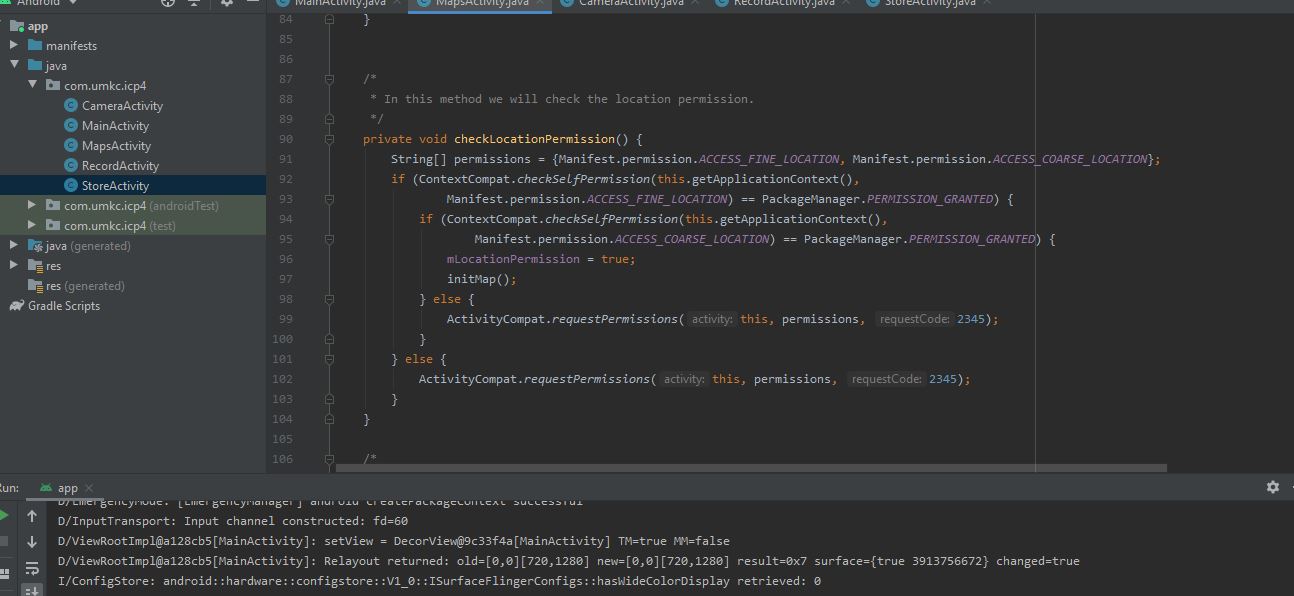 Android
MainActivity.java MapsActivity.java CameraActivity.java RecordActivity.java StoreActivity.java
app
manifests
java
com.umkc.icp4
CameraActivity
MainActivity
MapsActivity
RecordActivity
StoreActivity
com.umkc.icp4 (androidTest)
com.umkc.icp4 (test)
java (generated)
res
res (generated)
Gradle Scripts
84 }
85
86
87 /*
88 * In this method we will check the location permission.
89 */
90 private void checkLocationPermission() {
91 String[] permissions = {Manifest.permission.ACCESS_FINE_LOCATION, Manifest.permission.ACCESS_COARSE_LOCATION};
92 if (ContextCompat.checkSelfPermission(this.getApplicationContext(),
93 Manifest.permission.ACCESS_FINE_LOCATION) == PackageManager.PERMISSION_GRANTED) {
94 if (ContextCompat.checkSelfPermission(this.getApplicationContext(),
95 Manifest.permission.ACCESS_COARSE_LOCATION) == PackageManager.PERMISSION_GRANTED) {
96 mLocationPermission = true;
97 initMap();
98 } else {
99 ActivityCompat.requestPermissions( activity: this, permissions, requestCode: 2345);
100 }
101 } else {
102 ActivityCompat.requestPermissions( activity: this, permissions, requestCode: 2345);
103 }
104 }
105
106 /*
Run: app
D/EmergencyMode: [EmergencyManager] android createPackageContext successful
D/InputTransport: Input channel constructed: fd=60
D/ViewRootImpl@a128cb5[MainActivity]: setView = DecorView@9c33f4a[MainActivity] TM=true MM=false
D/ViewRootImpl@a128cb5[MainActivity]: Relayout returned: old=[0,0][720,1280] new=[0,0][720,1280] result=0x7 surface={true 3913756672} changed=true
I/ConfigStore: android::hardware::configstore::V1_0::ISurfaceFlingerConfigs::hasWideColorDisplay retrieved: 0